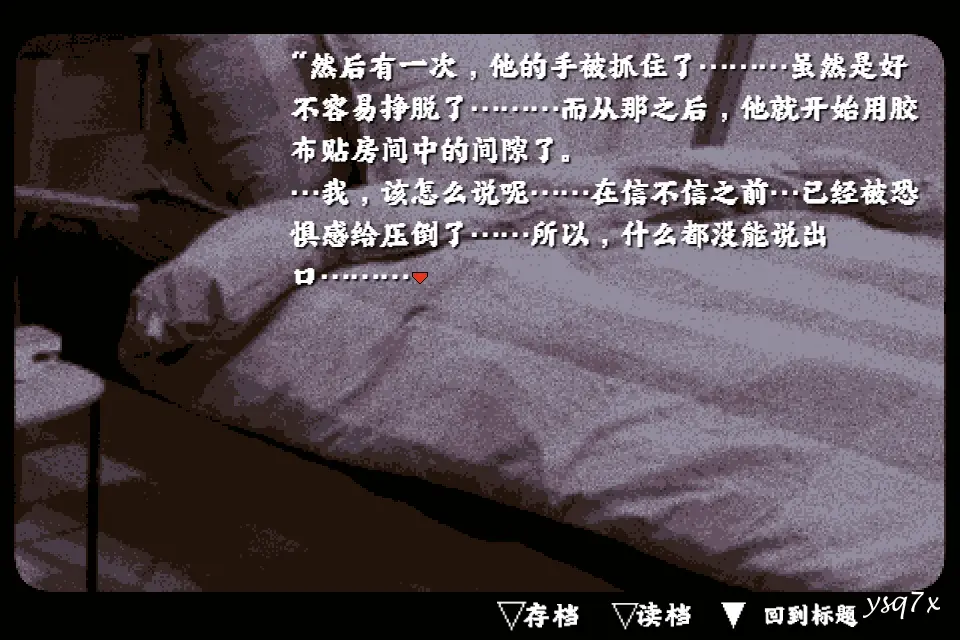 “然后有一次，他的手被抓住了………虽然是好
不容易挣脱了………而从那之后，他就开始用胶
布贴房间中的间隙了。
…我，该怎么说呢……在信不信之前…已经被恐
惧感给压倒了……所以，什么都没能说出
口………
▽存档 ▽读档 ▼ 回到标题 ysq7x